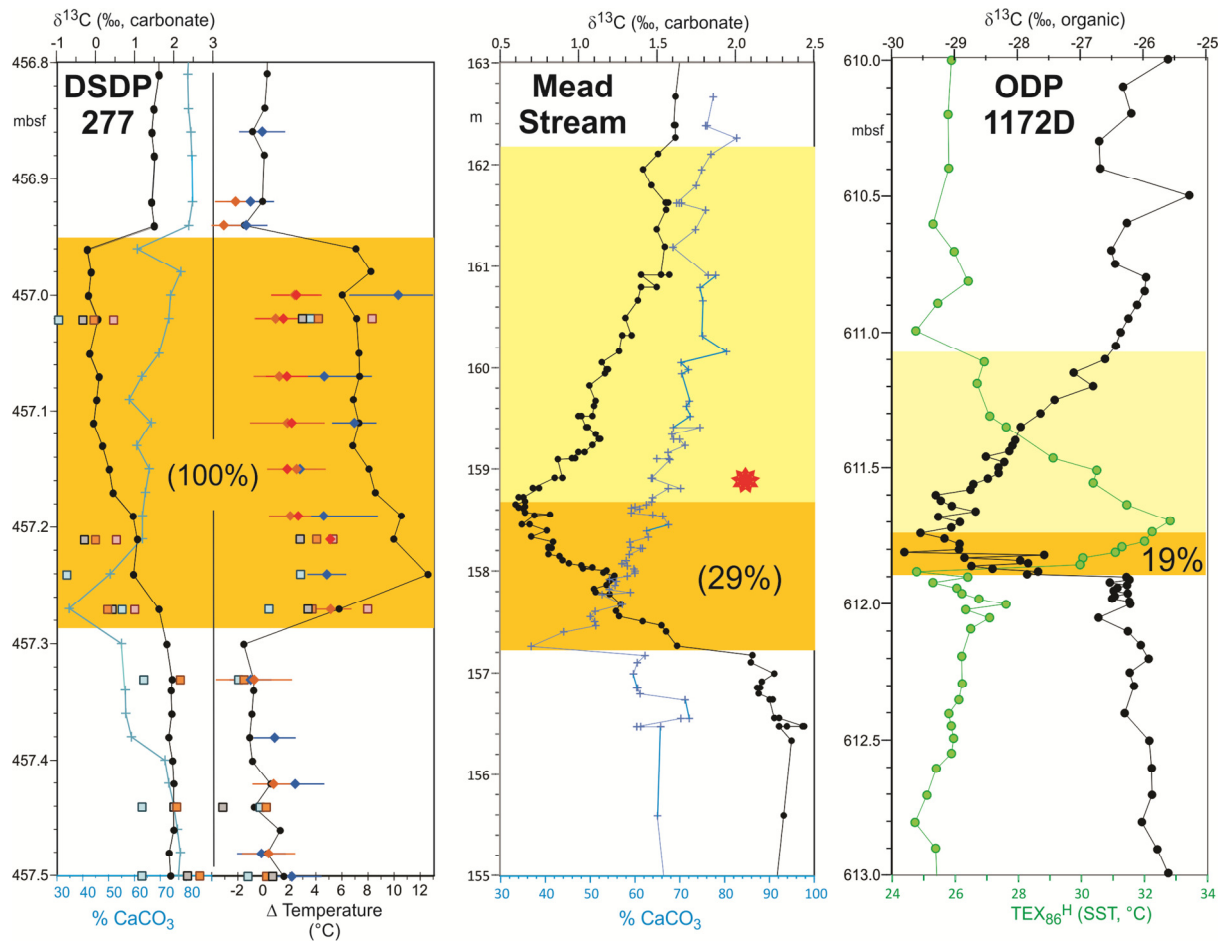 δ¹³C (‰, carbonate)
-1 0 1 2 3
DSDP
277
mbsf
456.8
456.9
457.0
457.1
457.2
457.3
457.4
457.5
(100%)
30 40 60 80
-2 0 2 4 6 8 10 12
% CaCO₃
Δ Temperature
(°C)
δ¹³C (‰, carbonate)
0.5 1.0 1.5 2.0 2.5
Mead
Stream
163
m
162
161
160
159
158
157
156
155
(29%)
30 40 50 60 70 80 90 100
% CaCO₃
δ¹³C (‰, organic)
-30 -29 -28 -27 -26 -25
ODP
1172D
610.0
mbsf
610.5
611.0
611.5
612.0
612.5
613.0
19%
24 26 28 30 32 34
TEX₈₆ᴴ (SST, °C)